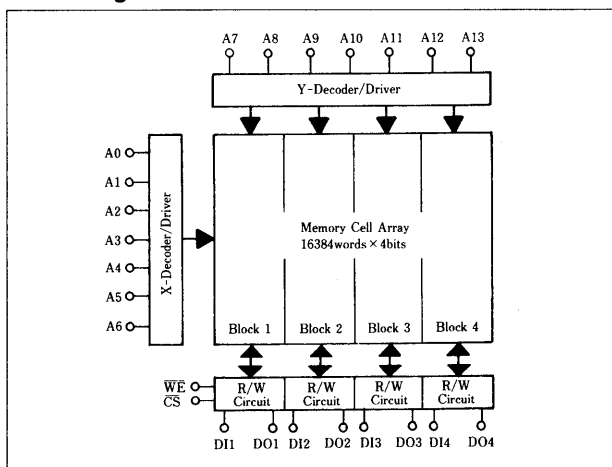 A7 A8 A9 A10 A11 A12 A13
Y-Decoder/Driver
A0
A1
A2
A3
A4
A5
A6
X-Decoder/Driver
Memory Cell Array
16384words × 4bits
Block 1 Block 2 Block 3 Block 4
W̅E̅
C̅S̅
R/W Circuit
R/W Circuit
R/W Circuit
R/W Circuit
DI1 DO1 DI2 DO2 DI3 DO3 DI4 DO4